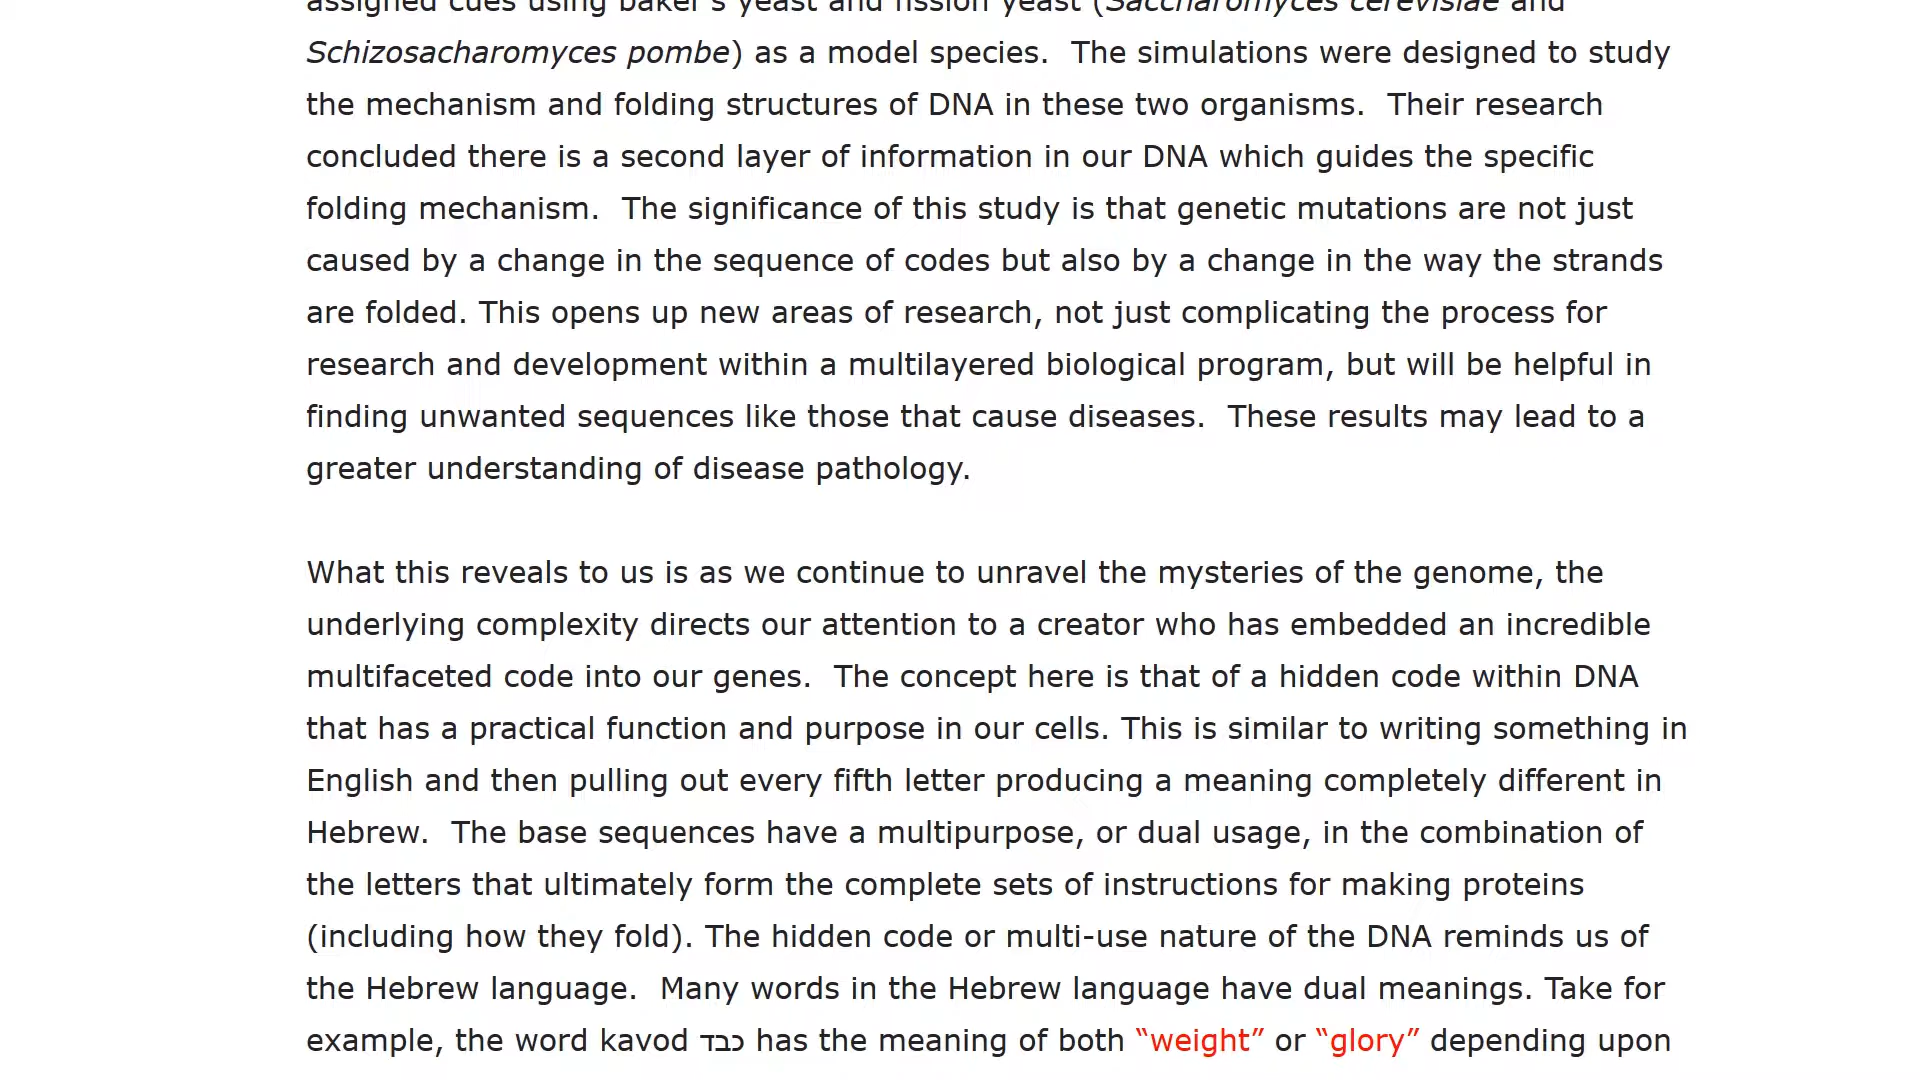 assigned cues using baker's yeast and fission yeast (Saccharomyces cerevisiae and
Schizosacharomyces pombe) as a model species.  The simulations were designed to study
the mechanism and folding structures of DNA in these two organisms.  Their research
concluded there is a second layer of information in our DNA which guides the specific
folding mechanism.  The significance of this study is that genetic mutations are not just
caused by a change in the sequence of codes but also by a change in the way the strands
are folded. This opens up new areas of research, not just complicating the process for
research and development within a multilayered biological program, but will be helpful in
finding unwanted sequences like those that cause diseases.  These results may lead to a
greater understanding of disease pathology.
What this reveals to us is as we continue to unravel the mysteries of the genome, the
underlying complexity directs our attention to a creator who has embedded an incredible
multifaceted code into our genes.  The concept here is that of a hidden code within DNA
that has a practical function and purpose in our cells. This is similar to writing something in
English and then pulling out every fifth letter producing a meaning completely different in
Hebrew.  The base sequences have a multipurpose, or dual usage, in the combination of
the letters that ultimately form the complete sets of instructions for making proteins
(including how they fold). The hidden code or multi-use nature of the DNA reminds us of
the Hebrew language.  Many words in the Hebrew language have dual meanings. Take for
example, the word kavod כבד has the meaning of both “weight” or “glory” depending upon